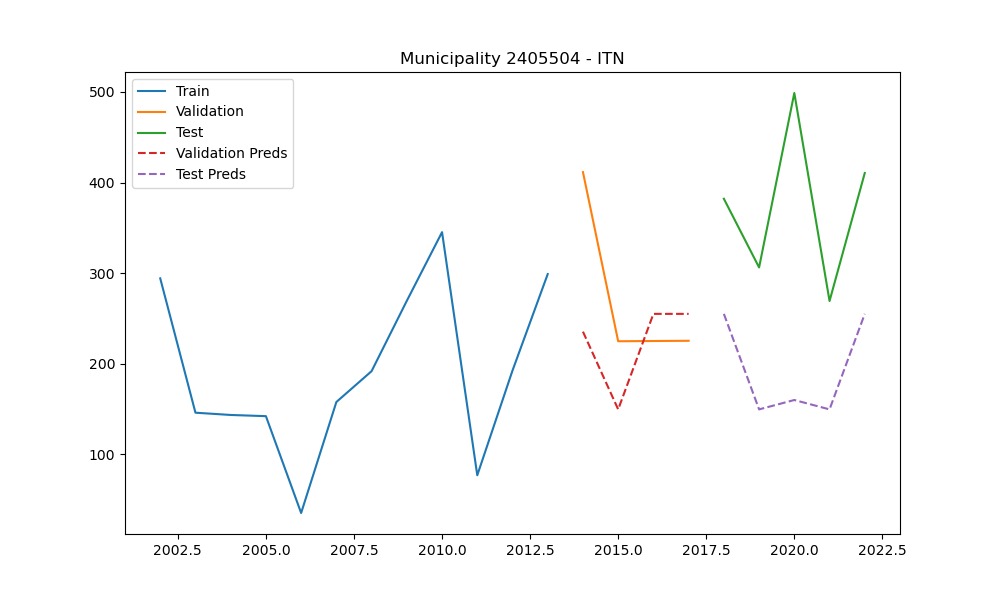 Municipality 2405504 - ITN
Train
Validation
Test
Validation Preds
Test Preds
500
400
300
200
100
2002.5 2005.0 2007.5 2010.0 2012.5 2015.0 2017.5 2020.0 2022.5